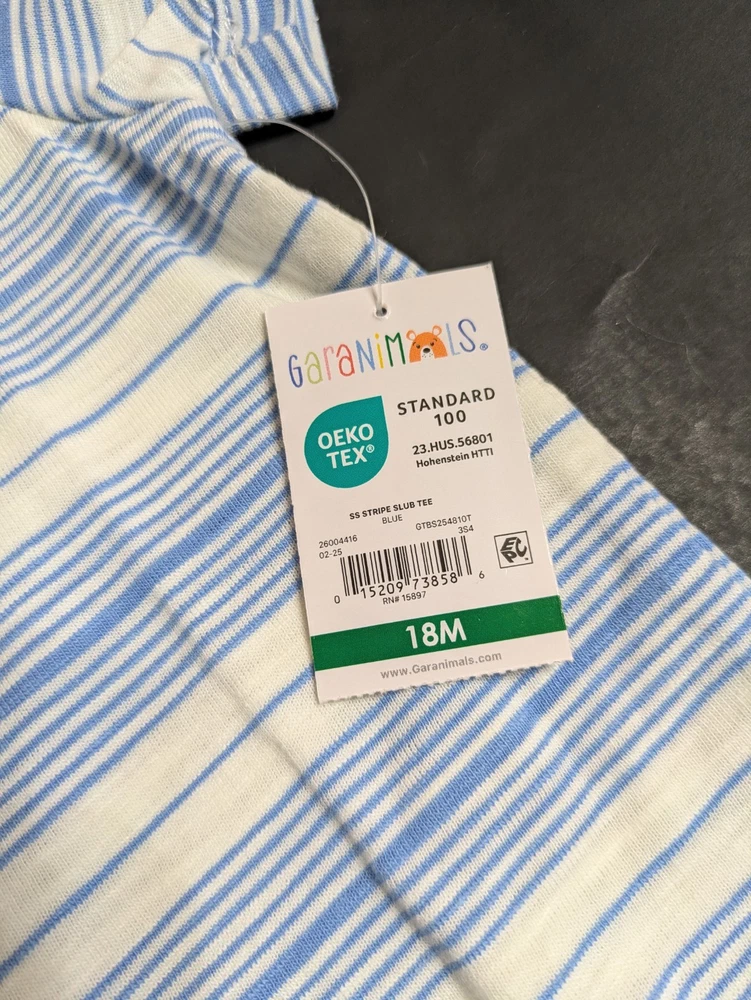 GARANIMALS®
OEKO
TEX®
STANDARD
100
23.HUS.56801
Hohenstein HTTI
SS STRIPE SLUB TEE
BLUE
GTBS254810T
26004416
3S4
02-25
EPC
0 15209 73858 6
RN# 15897
18M
www.Garanimals.com